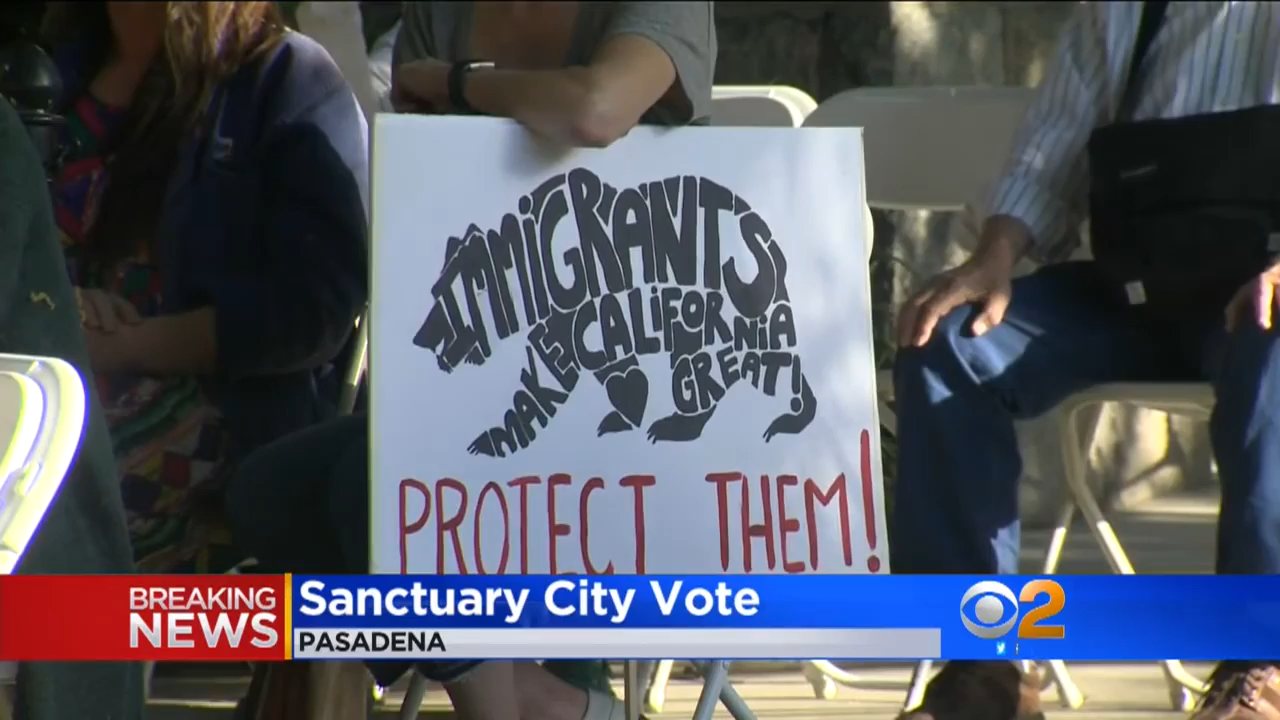 IMMIGRANTS
MAKE CALIFORNIA
GREAT!
PROTECT THEM!
BREAKING
NEWS
Sanctuary City Vote
PASADENA
2